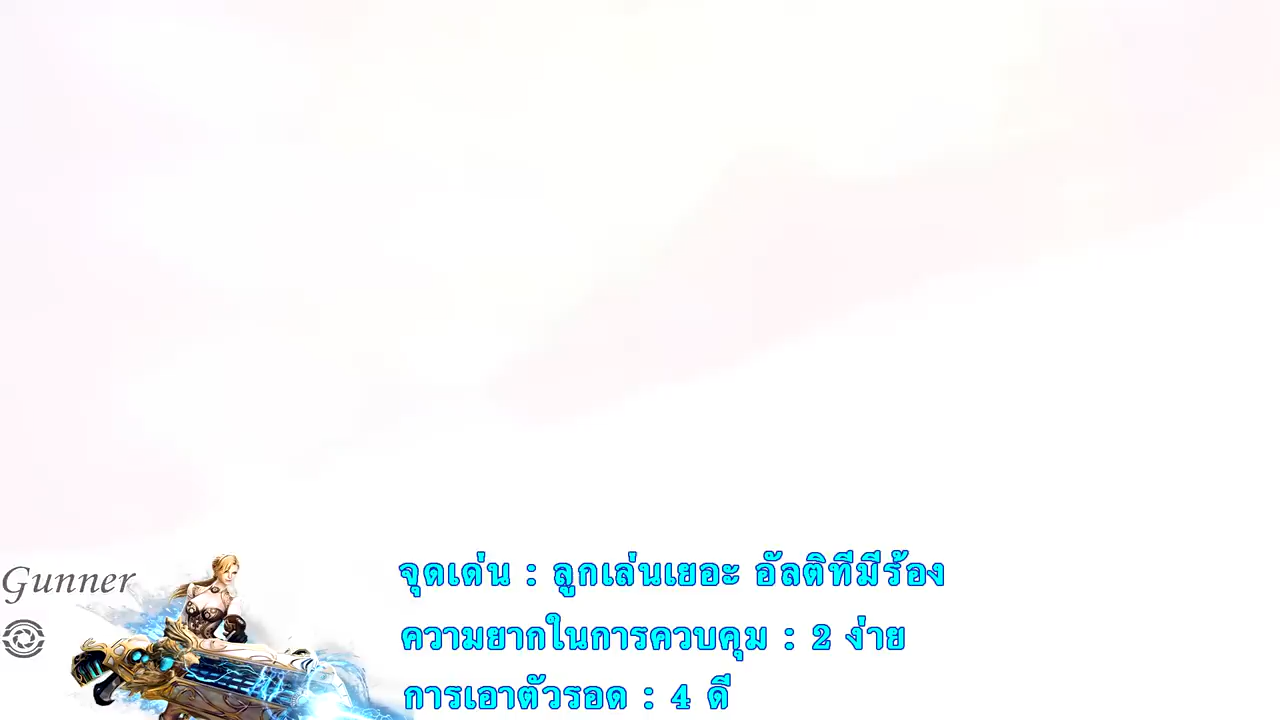 Gunner
จุดเด่น : ลูกเล่นเยอะ อัลติทีมีร้อง
ความยากในการควบคุม : 2 ง่าย
การเอาตัวรอด : 4 ดี